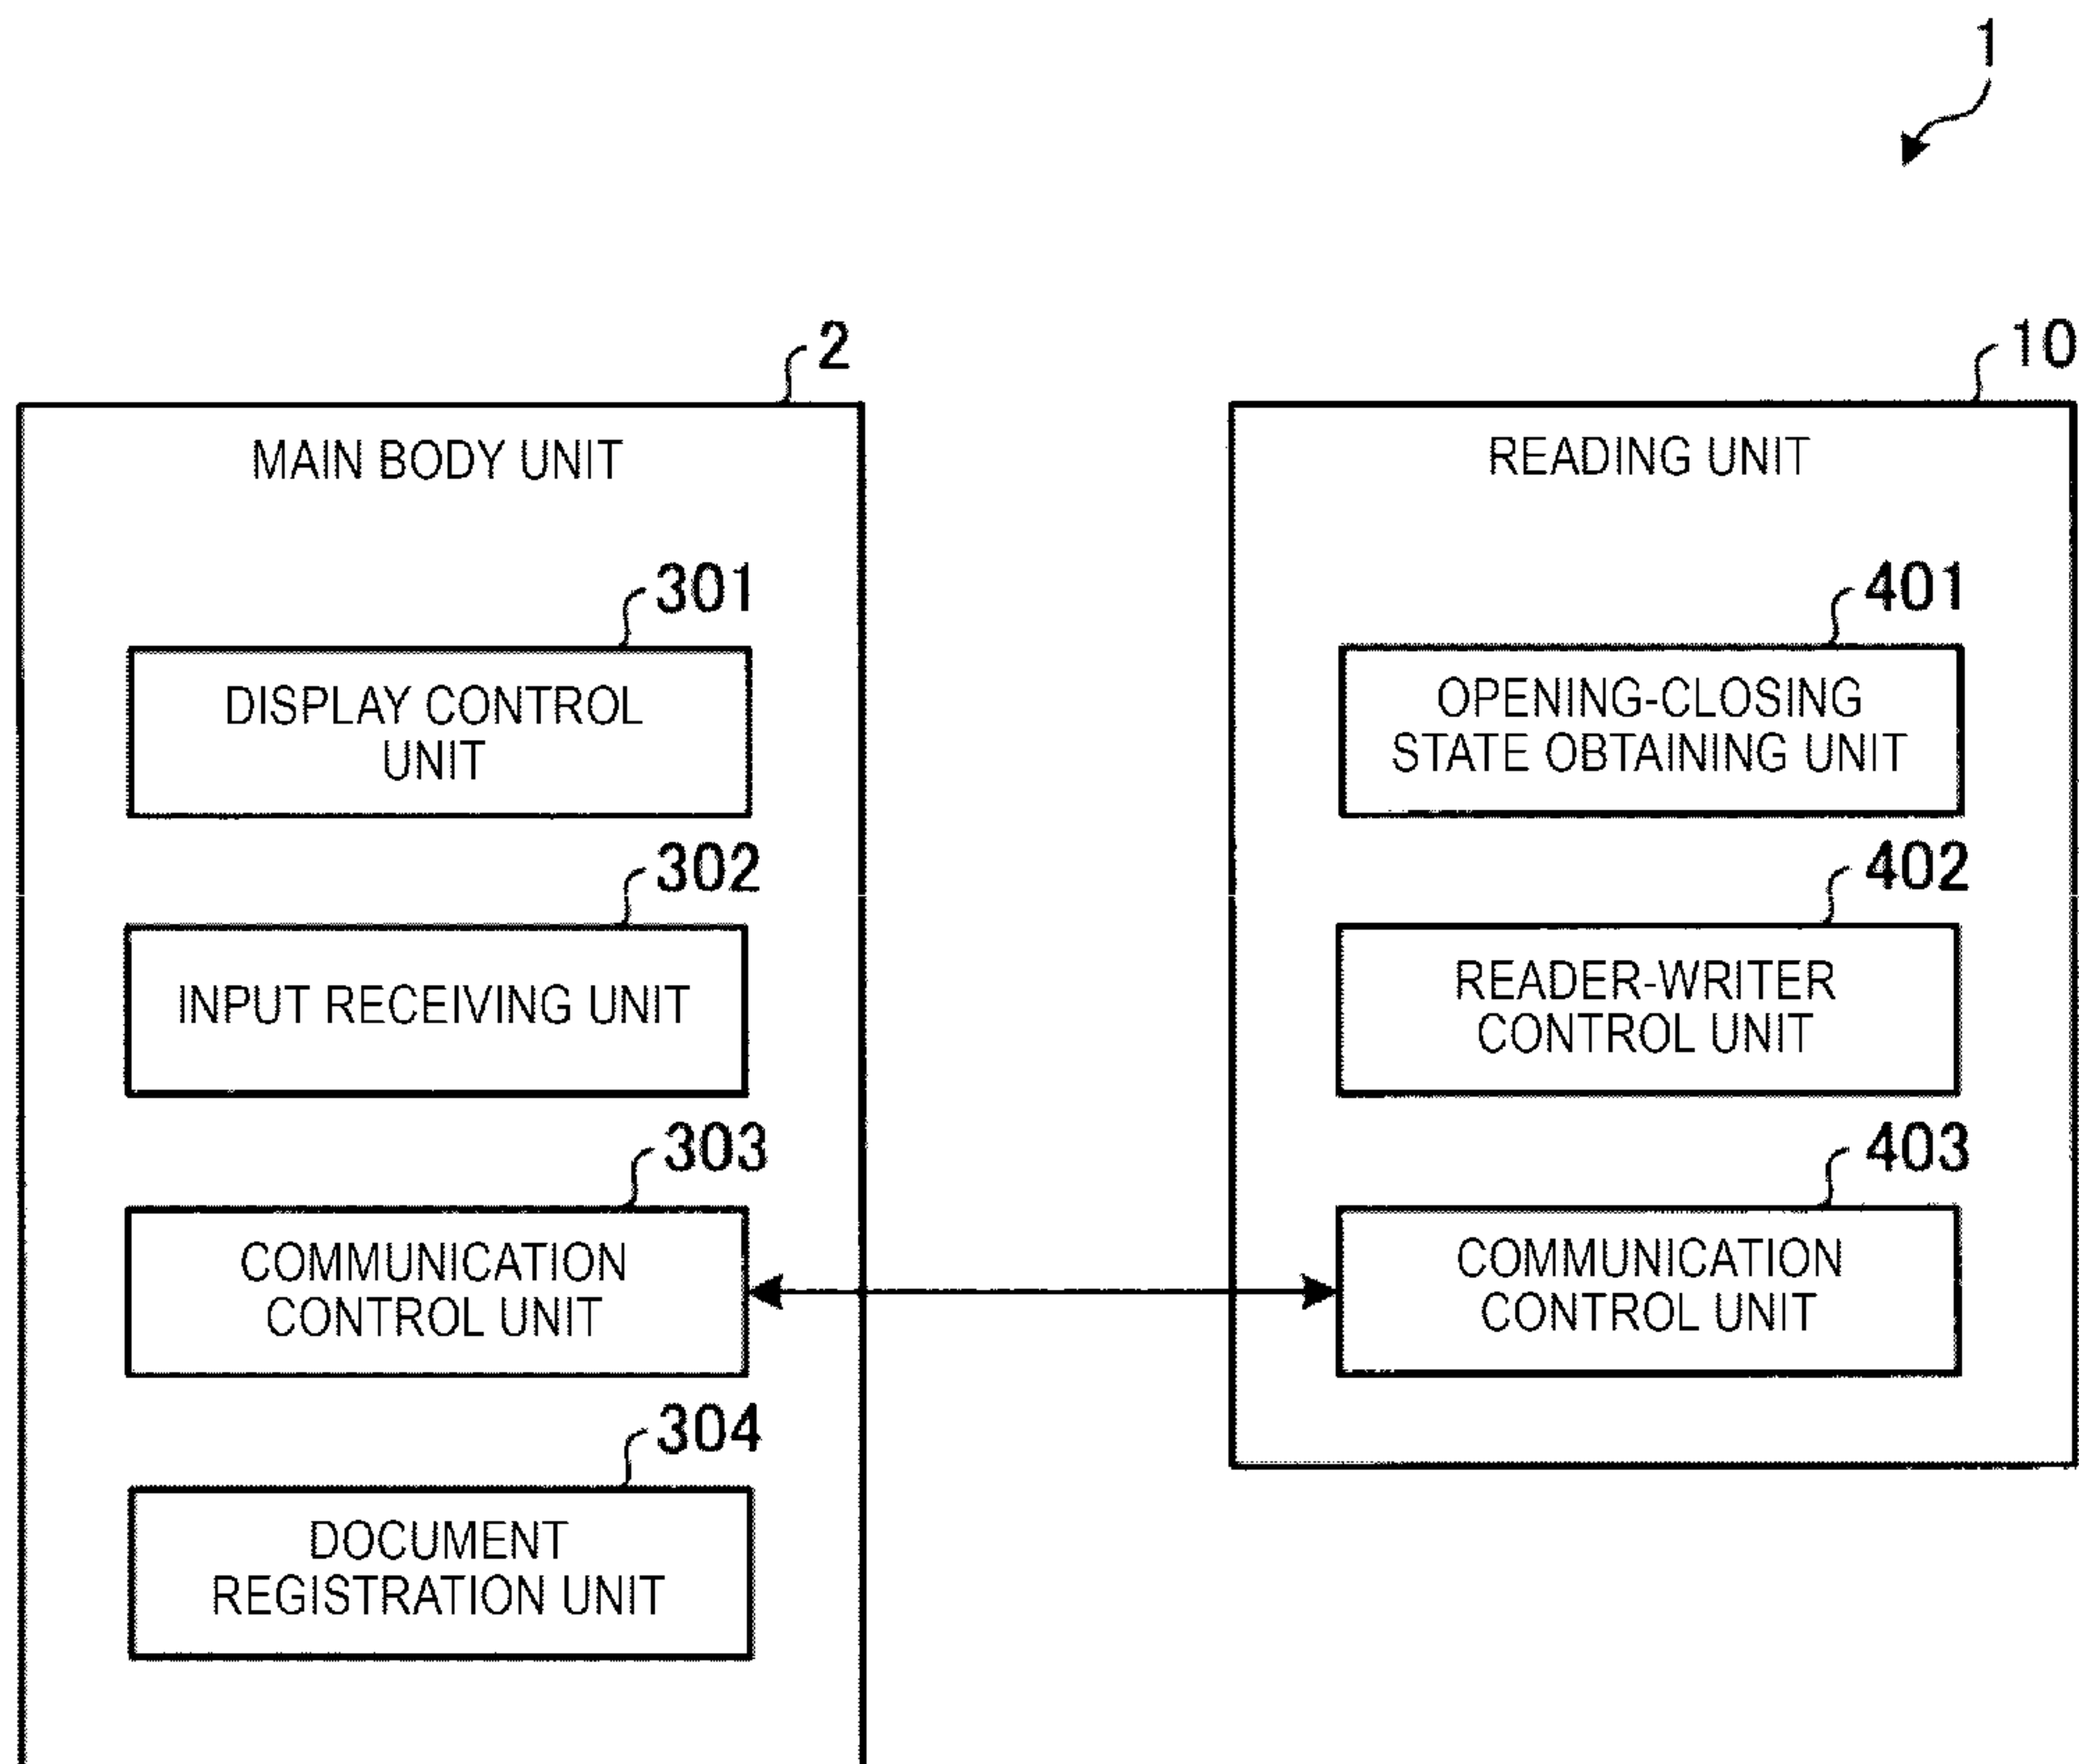 1
2
MAIN BODY UNIT
301
DISPLAY CONTROL
UNIT
302
INPUT RECEIVING UNIT
303
COMMUNICATION
CONTROL UNIT
304
DOCUMENT
REGISTRATION UNIT
10
READING UNIT
401
OPENING-CLOSING
STATE OBTAINING UNIT
402
READER-WRITER
CONTROL UNIT
403
COMMUNICATION
CONTROL UNIT